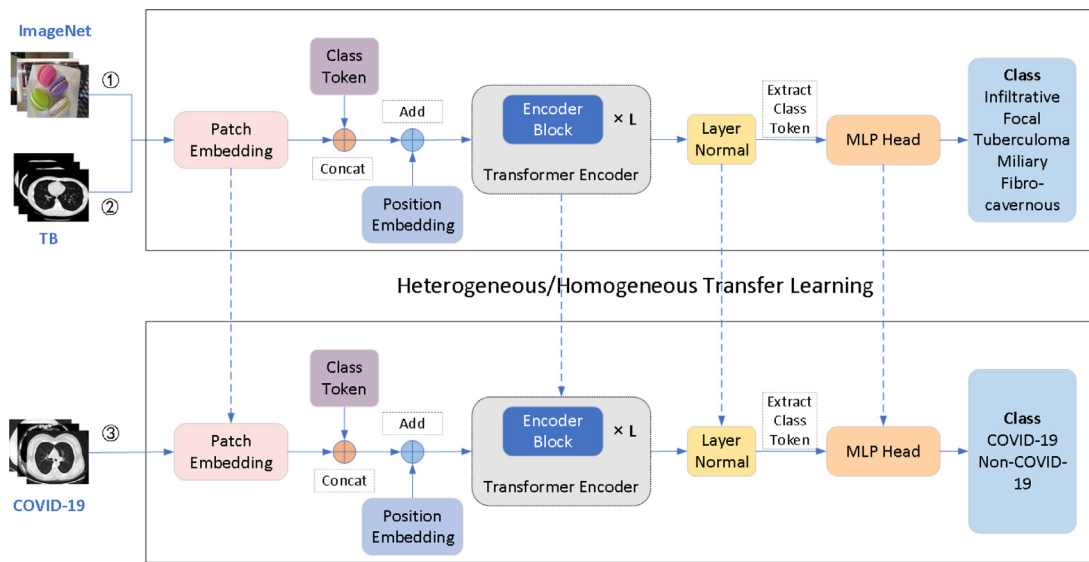 ImageNet
①
②
TB
Patch
Embedding
Class
Token
Concat
Add
Position
Embedding
Encoder
Block
× L
Transformer Encoder
Layer
Normal
Extract
Class
Token
MLP Head
Class
Infiltrative
Focal
Tuberculoma
Miliary
Fibro-
cavernous
Heterogeneous/Homogeneous Transfer Learning
③
COVID-19
Patch
Embedding
Class
Token
Concat
Add
Position
Embedding
Encoder
Block
× L
Transformer Encoder
Layer
Normal
Extract
Class
Token
MLP Head
Class
COVID-19
Non-COVID-
19